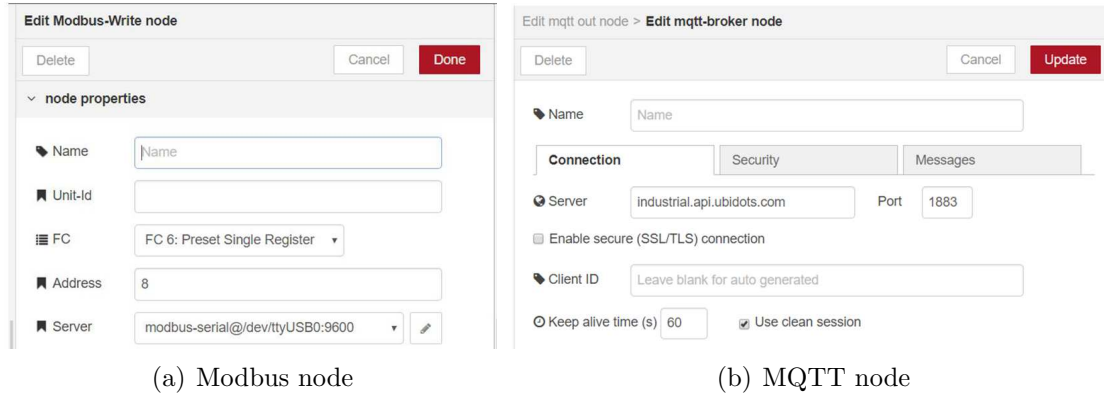 Edit Modbus-Write node
Delete
Cancel
Done
node properties
Name
Name
Unit-Id
FC
FC 6: Preset Single Register
Address
8
Server
modbus-serial@/dev/ttyUSB0:9600
(a) Modbus node
Edit mqtt out node > Edit mqtt-broker node
Delete
Cancel
Update
Name
Name
Connection
Security
Messages
Server
industrial.api.ubidots.com
Port
1883
Enable secure (SSL/TLS) connection
Client ID
Leave blank for auto generated
Keep alive time (s)
60
Use clean session
(b) MQTT node